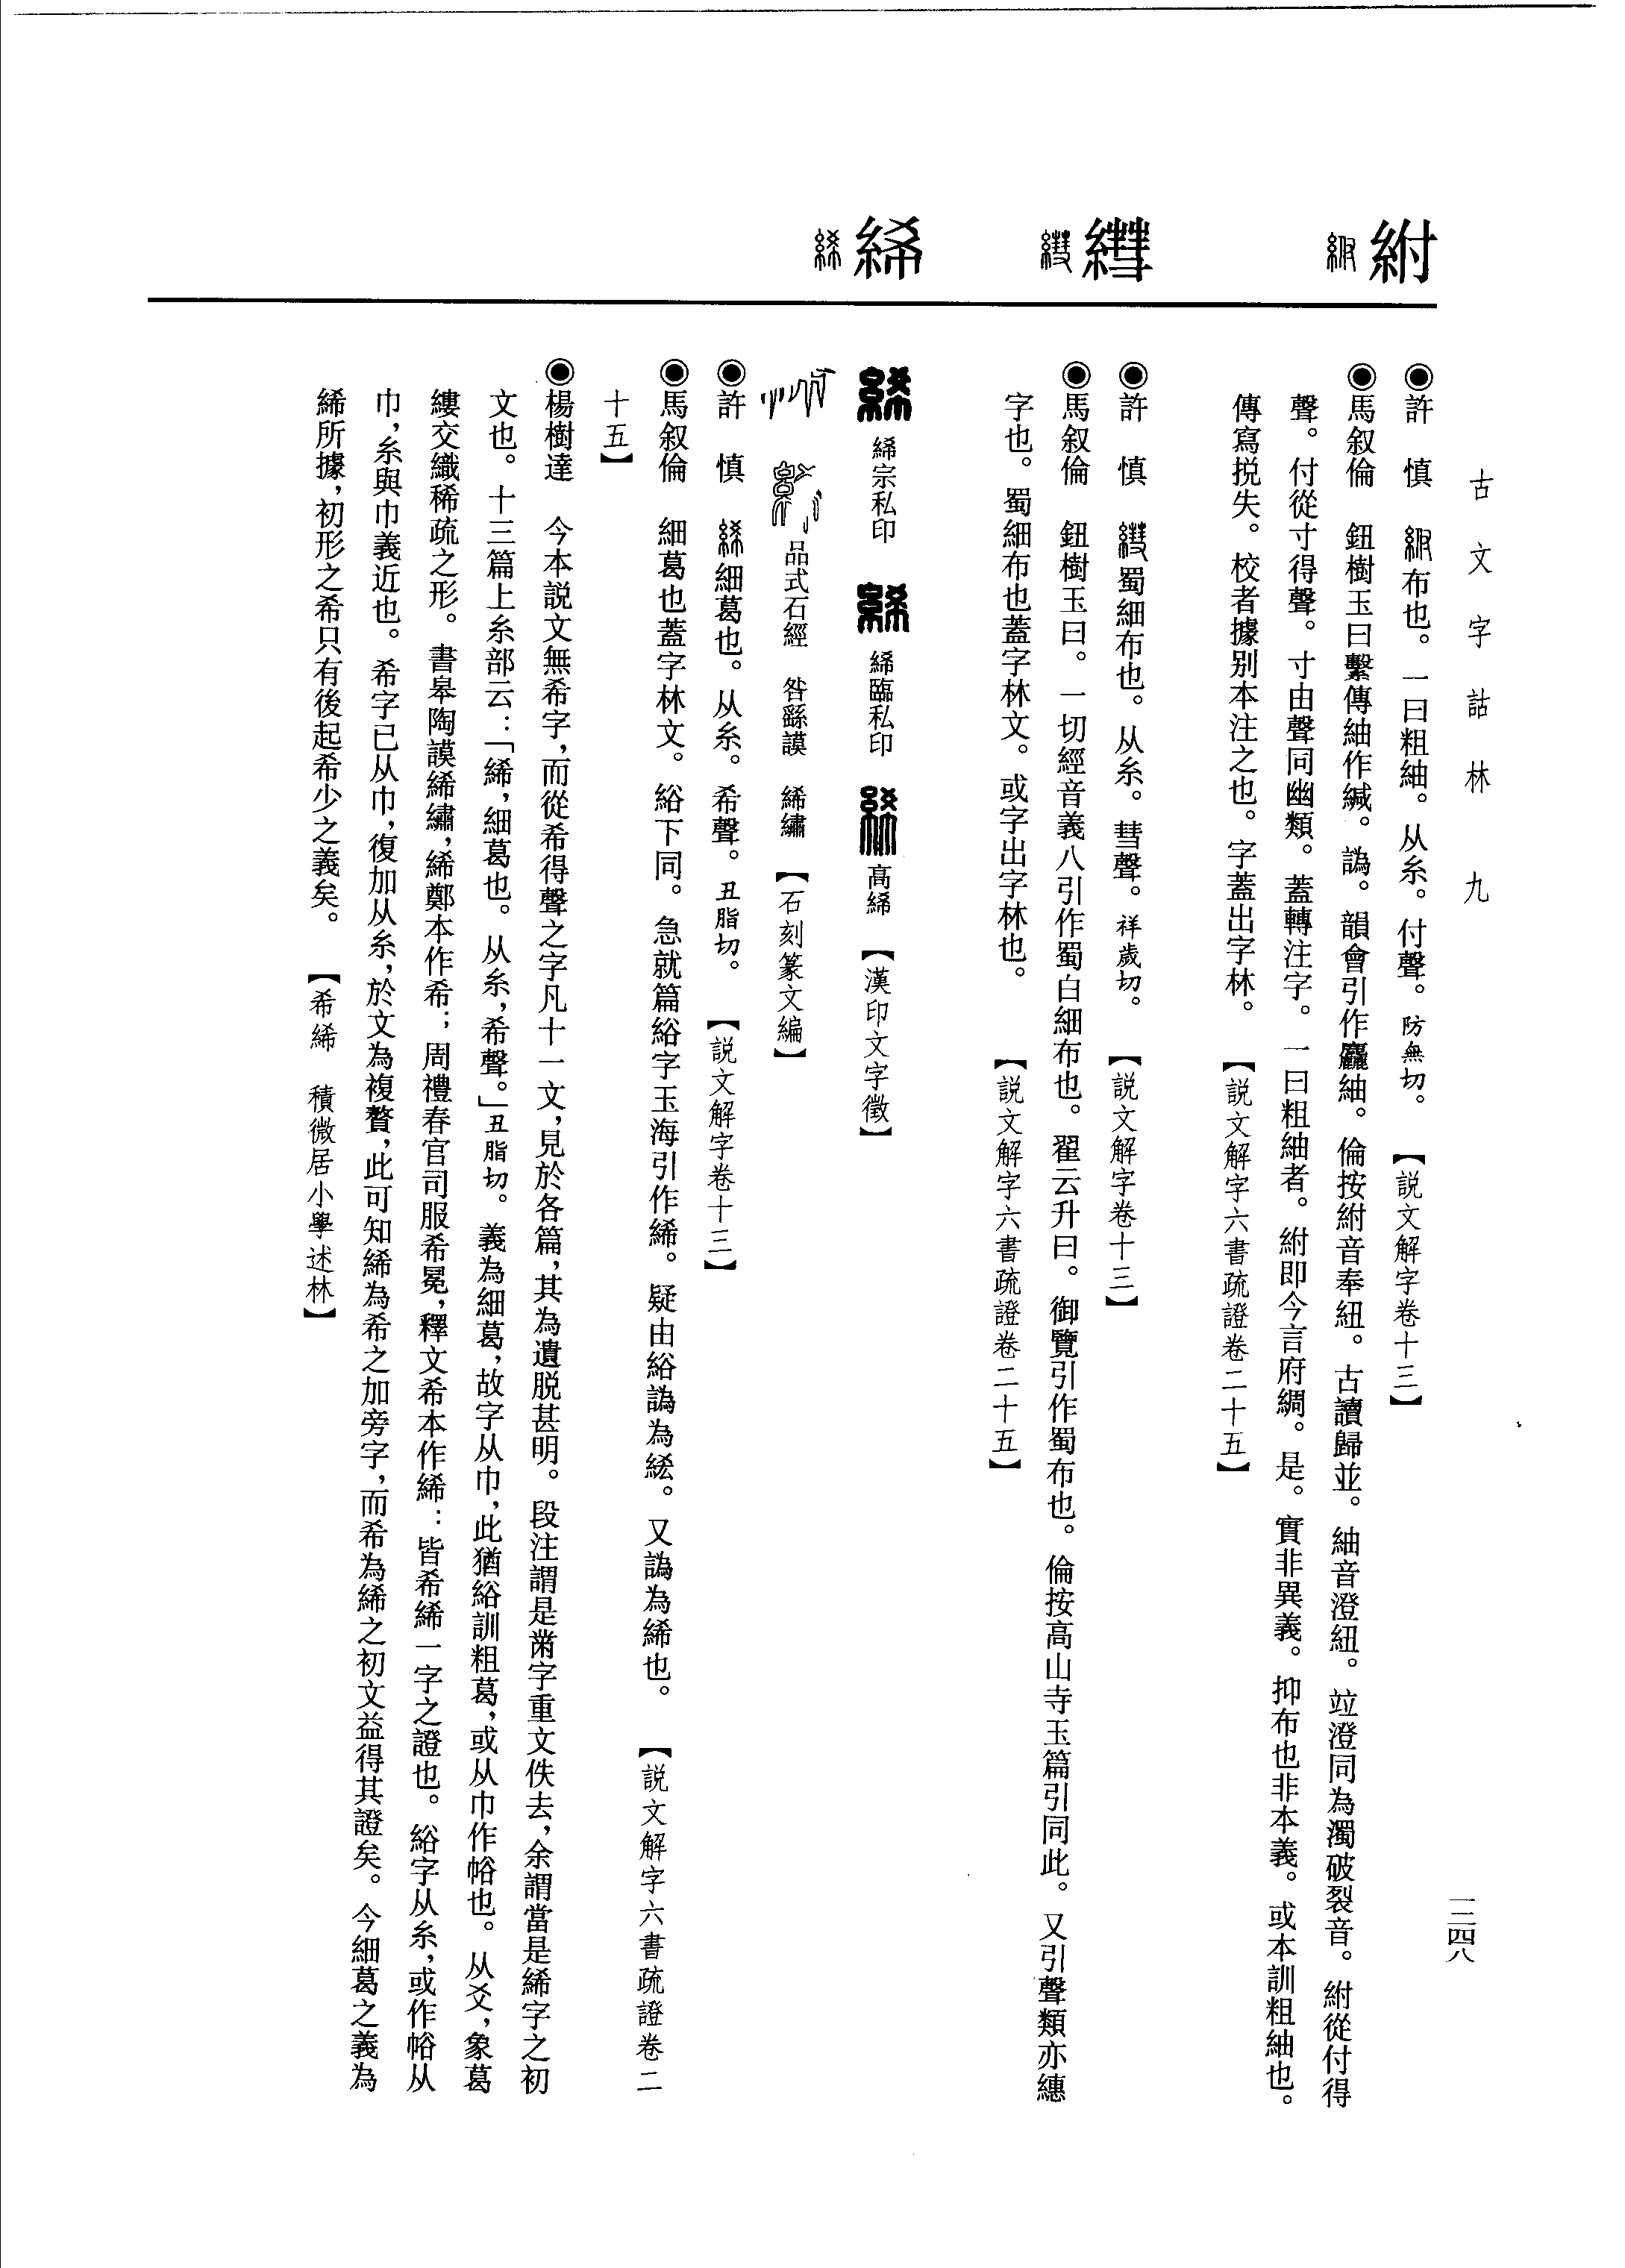 古文字詁林 九
一二四八
紨
◉許 慎 布也。一曰粗紬。从糸。付聲。防無切。【説文解字卷十三】
◉馬叙倫 鈕樹玉曰繫傳紬作緘。譌。韻會引作麤紬。倫按紨音奉紐。古讀歸並。紬音澄紐。竝澄同為濁破裂音。紨從付得
聲。付從寸得聲。寸由聲同幽類。蓋轉注字。一曰粗紬者。紨即今言府綢。是。實非異義。抑布也非本義。或本訓粗紬也。
傳寫捝失。校者據別本注之也。字蓋出字林。【説文解字六書疏證卷二十五】
䙿
◉許 慎 蜀細布也。从糸。彗聲。祥歲切。【説文解字卷十三】
◉馬叙倫 鈕樹玉曰。一切經音義八引作蜀白細布也。翟云升曰。御覽引作蜀布也。倫按高山寺玉篇引同此。又引聲類亦繐
字也。蜀細布也蓋字林文。或字出字林也。【説文解字六書疏證卷二十五】
絺
絺宗私印 絺臨私印 高絺 【漢印文字徵】
品式石經 咎繇謨 絺繡 【石刻篆文編】
◉許 慎 細葛也。从糸。希聲。丑脂切。【説文解字卷十三】
◉馬叙倫 細葛也蓋字林文。綌下同。急就篇綌字玉海引作絺。疑由綌譌為綋。又譌為絺也。【説文解字六書疏證卷二
十五】
◉楊樹達 今本説文無希字，而從希得聲之字凡十一文，見於各篇，其為遺脱甚明。段注謂是黹字重文佚去，余謂當是絺字之初
文也。十三篇上糸部云：「絺，細葛也。从糸，希聲。」丑脂切。義為細葛，故字从巾，此猶綌訓粗葛，或从巾作帢也。从爻，象葛
縷交織稀疏之形。書皋陶謨絺繡，絺鄭本作希；周禮春官司服希冕，釋文希本作絺：皆希絺一字之證也。綌字从糸，或作㡇从
巾，糸與巾義近也。希字已从巾，復加从糸，於文為複贅，此可知絺為希之加旁字，而希為絺之初文益得其證矣。今細葛之義為
絺所據，初形之希只有後起希少之義矣。【希絺 積微居小學述林】